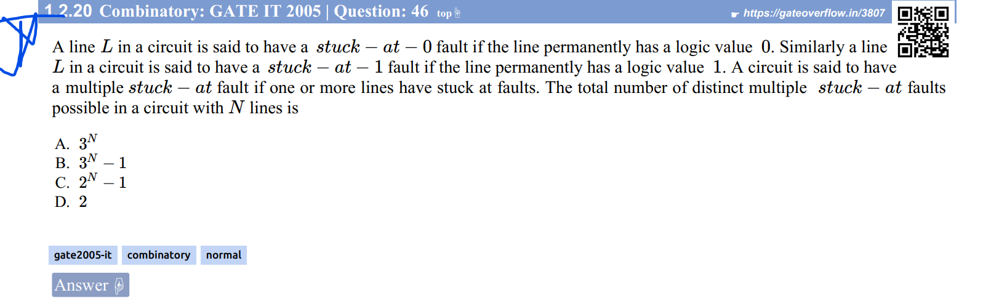 1.2.20 Combinatory: GATE IT 2005 | Question: 46 top ☟ ☛ https://gateoverflow.in/3807
A line L in a circuit is said to have a stuck − at − 0 fault if the line permanently has a logic value 0. Similarly a line
L in a circuit is said to have a stuck − at − 1 fault if the line permanently has a logic value 1. A circuit is said to have
a multiple stuck − at fault if one or more lines have stuck at faults. The total number of distinct multiple stuck − at faults
possible in a circuit with N lines is
A. 3^N
B. 3^N − 1
C. 2^N − 1
D. 2
gate2005-it combinatory normal
Answer ☟